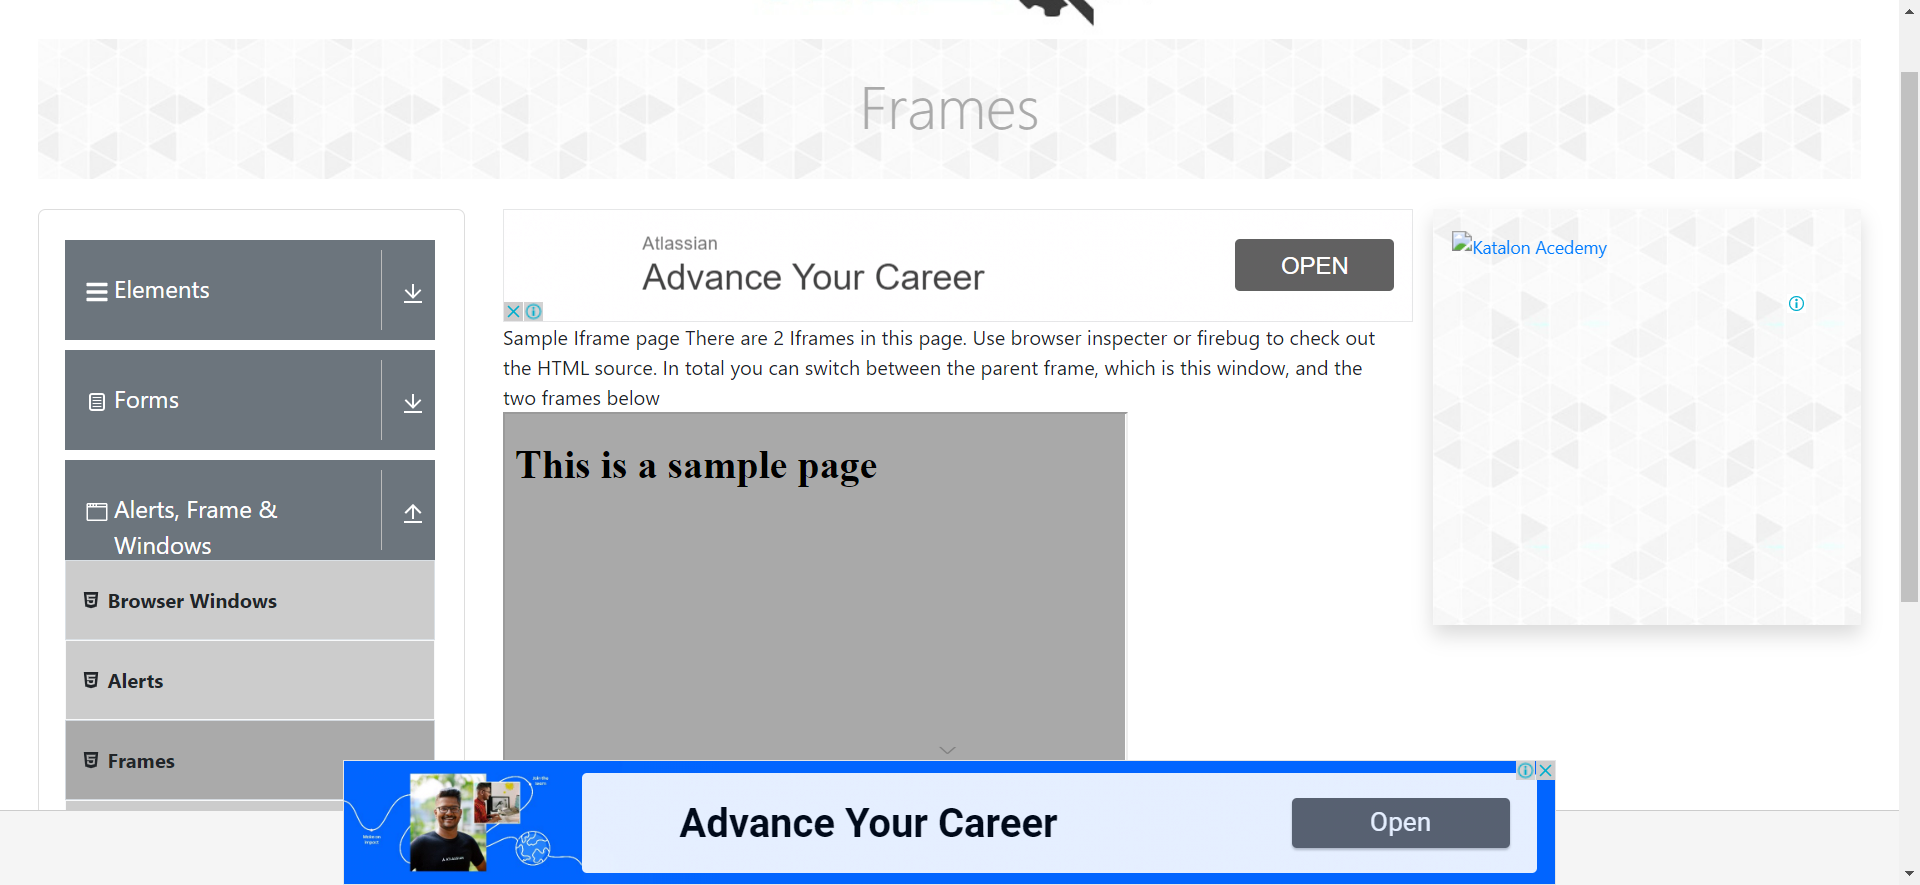 Frames
Elements
Forms
Alerts, Frame &
Windows
Browser Windows
Alerts
Frames
Atlassian
Advance Your Career
OPEN
Sample Iframe page There are 2 Iframes in this page. Use browser inspecter or firebug to check out
the HTML source. In total you can switch between the parent frame, which is this window, and the
two frames below
This is a sample page
Katalon Acedemy
Advance Your Career
Open